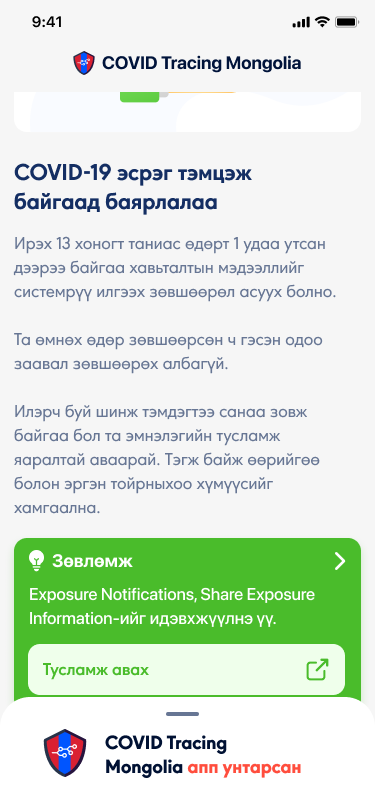 9:41
COVID Tracing Mongolia
COVID-19 эсрэг тэмцэж
байгаад баярлалаа
Ирэх 13 хоногт таниас өдөрт 1 удаа утсан
дээрээ байгаа хавьталтын мэдээллийг
системрүү илгээх зөвшөөрөл асуух болно.
Та өмнөх өдөр зөвшөөрсөн ч гэсэн одоо
заавал зөвшөөрөх албагүй.
Илэрч буй шинж тэмдэгтээ санаа зовж
байгаа бол та эмнэлэгийн тусламж
яаралтай аваарай. Тэгж байж өөрийгөө
болон эргэн тойрныхоо хүмүүсийг
хамгаална.
Зөвлөмж
Exposure Notifications, Share Exposure
Information-ийг идэвхжүүлнэ үү.
Тусламж авах
COVID Tracing
Mongolia апп унтарсан